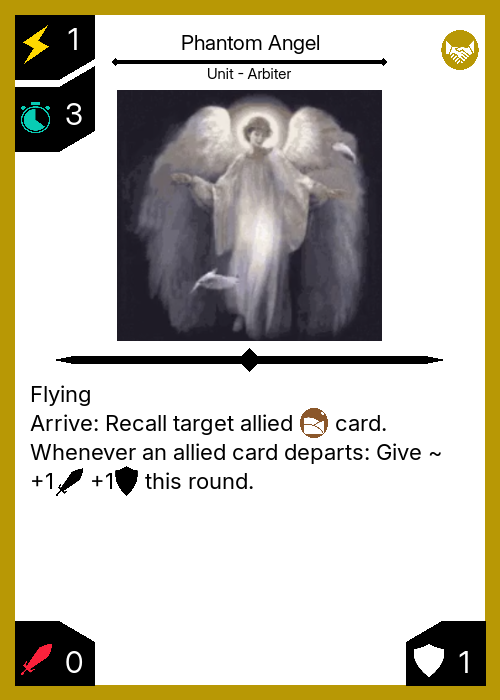 1
Phantom Angel
Unit - Arbiter
3
Flying
Arrive: Recall target allied card.
Whenever an allied card departs: Give ~
+1 +1 this round.
0
1